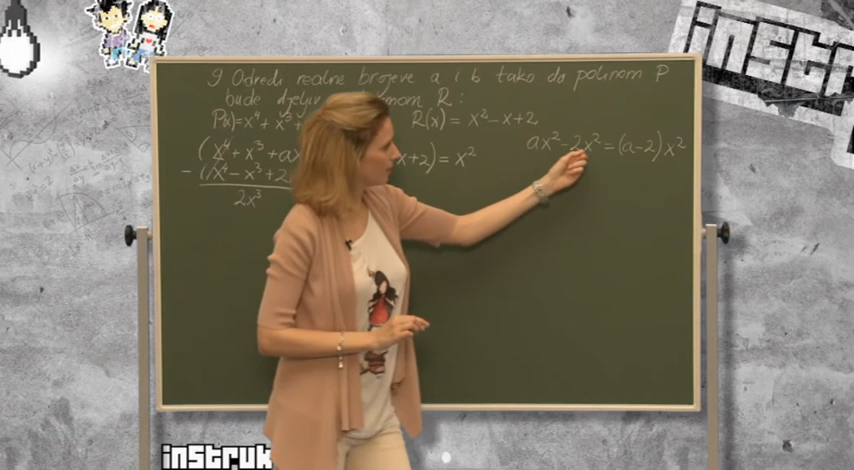 9 Odredi realne brojeve a i b tako da polinom P
bude djeljiv nomom R:
P(x)=x⁴+x³+ R(x)=x²-x+2
(x⁴+x³+ax x+2)=x² ax²-2x²=(a-2)x²
-(x⁴-x³+2
2x³
instruk